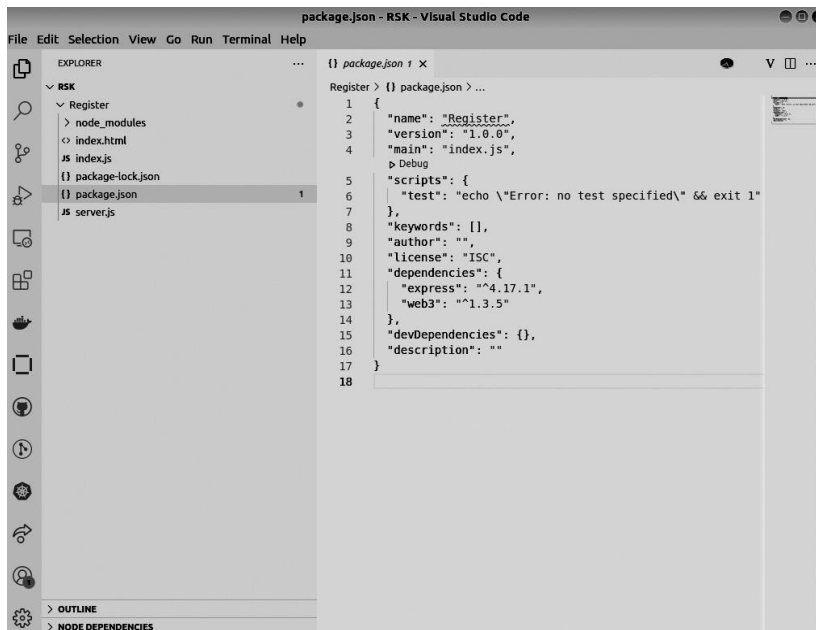 package.json - RSK - Visual Studio Code
File Edit Selection View Go Run Terminal Help
EXPLORER ...
RSK
Register
node_modules
<> index.html
JS index.js
{} package-lock.json
{} package.json 1
JS server.js
OUTLINE
NODE DEPENDENCIES
{} package.json 1 ×
V ...
Register > {} package.json > ...
1 {
2 "name": "Register",
3 "version": "1.0.0",
4 "main": "index.js",
Debug
5 "scripts": {
6 "test": "echo \"Error: no test specified\" && exit 1"
7 },
8 "keywords": [],
9 "author": "",
10 "license": "ISC",
11 "dependencies": {
12 "express": "^4.17.1",
13 "web3": "^1.3.5"
14 },
15 "devDependencies": {},
16 "description": ""
17 }
18